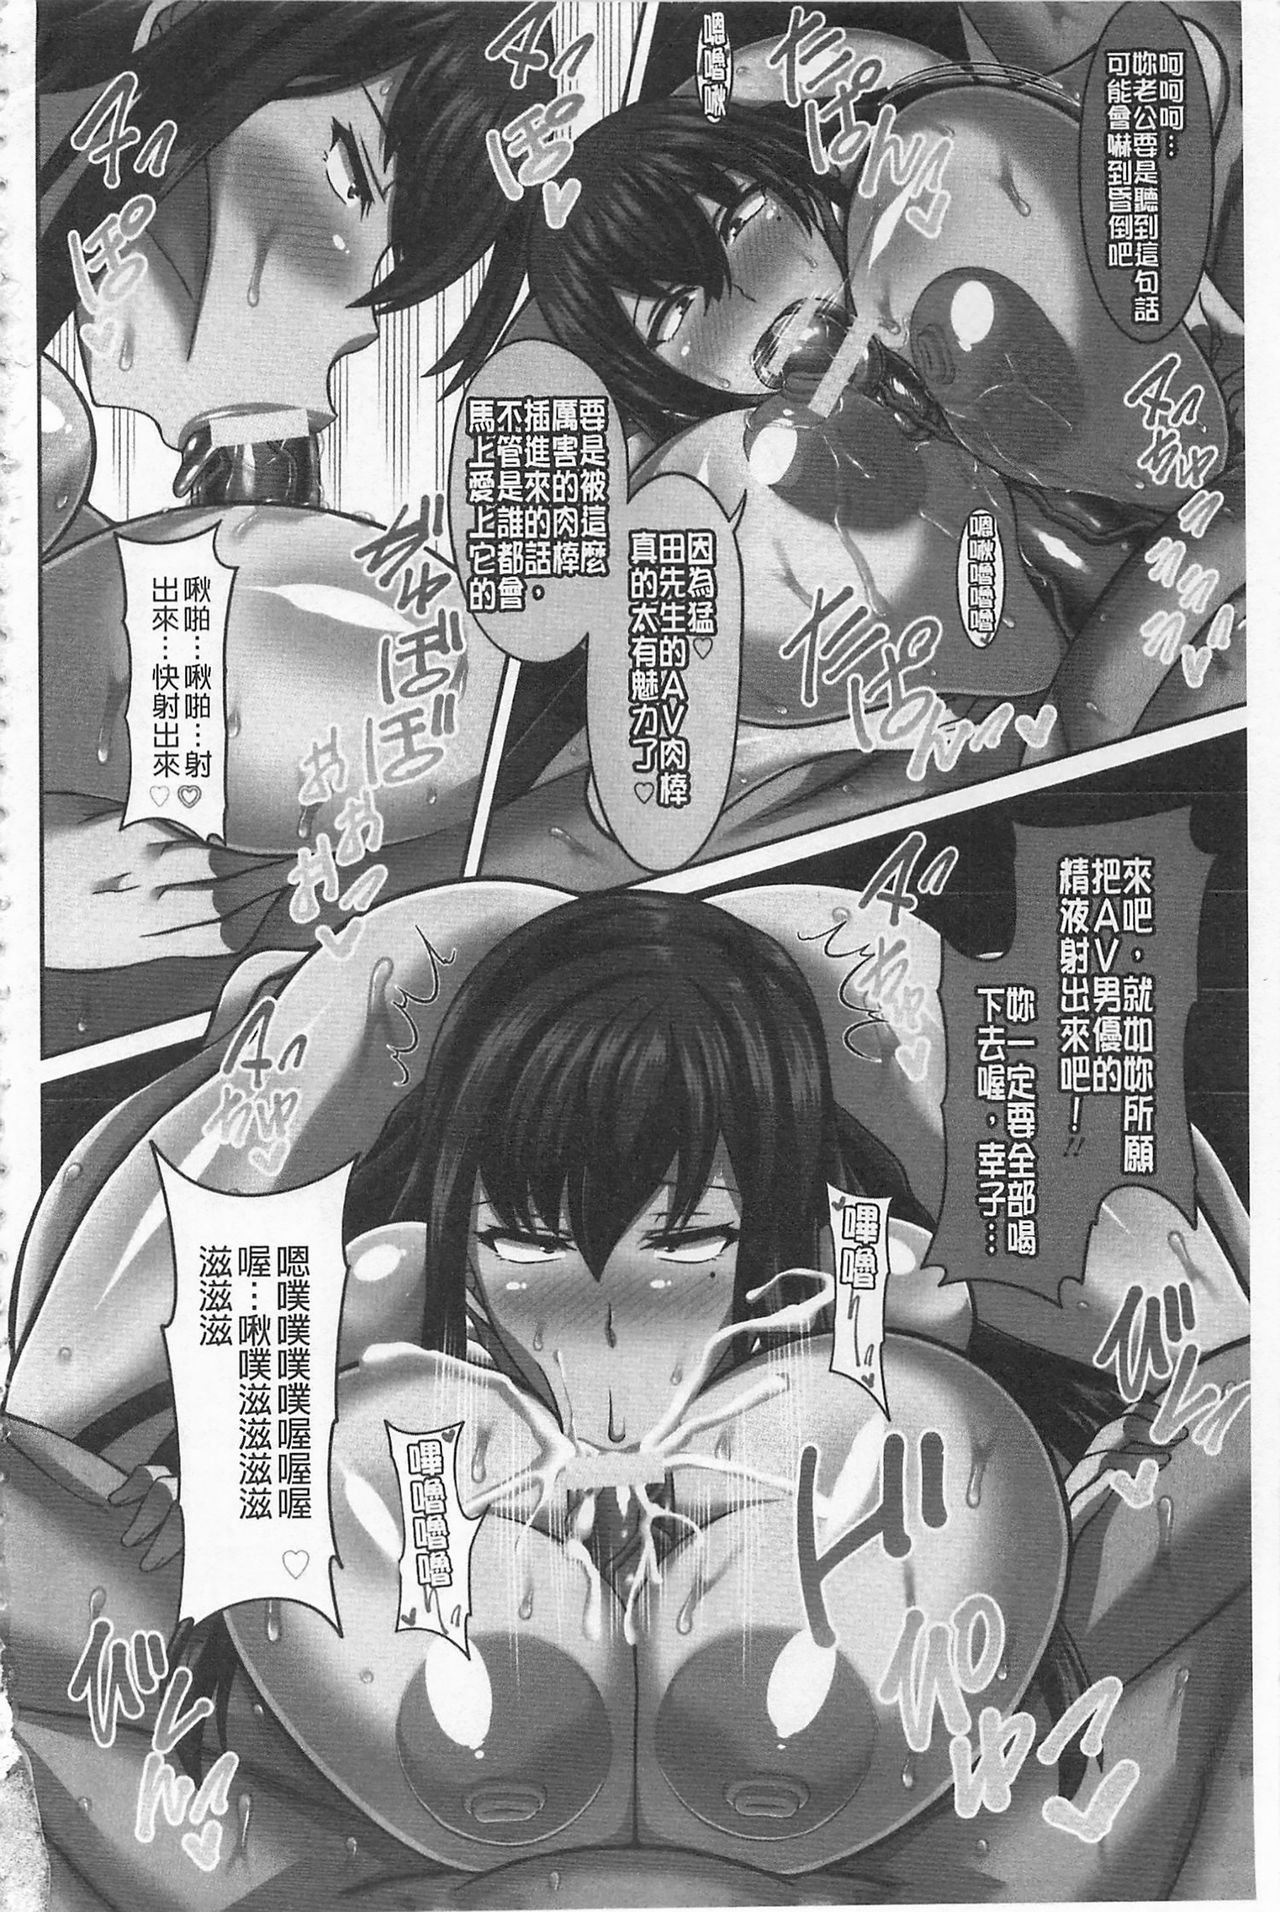 呵呵呵…
妳老公要是聽到這句話
可能會嚇到昏倒吧
たぱん
ぱんっ
嗯嚕啾
因為猛♡
田先生的AV肉棒
真的太有魅力了♡
要是被這麼
厲害的肉棒
插進來的話，
不管是誰都會
馬上愛上它的
啾啪…啾啪…射
出來…快射出來
♡♡
來吧，就如妳所願
把AV男優的
精液射出來吧！!!
妳一定要全部喝
下去喔，幸子…
嗶嚕
嗶嚕嚕嚕
嗯噗噗噗噗喔喔喔
喔…啾噗滋滋滋滋
滋滋滋
♡